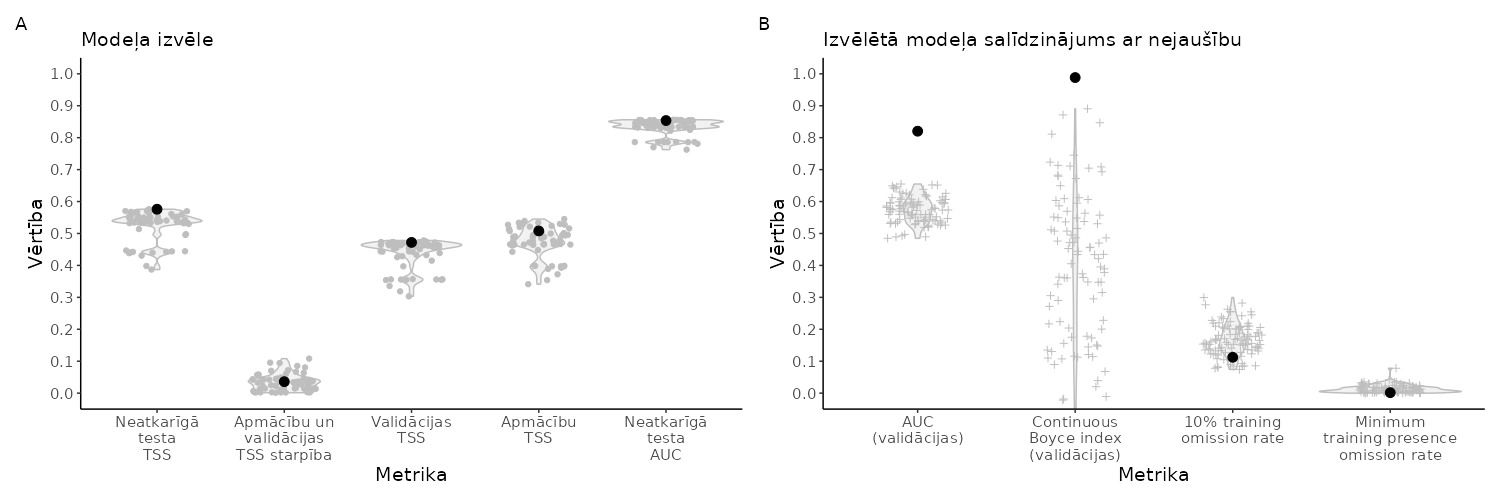 A
Modeļa izvēle
1.0
0.9
0.8
0.7
0.6
0.5
0.4
0.3
0.2
0.1
0.0
Vērtība
Neatkarīgā
testa
TSS
Apmācību un
validācijas
TSS starpība
Validācijas
TSS
Apmācību
TSS
Neatkarīgā
testa
AUC
Metrika
B
Izvēlētā modeļa salīdzinājums ar nejaušību
1.0
0.9
0.8
0.7
0.6
0.5
0.4
0.3
0.2
0.1
0.0
Vērtība
AUC
(validācijas)
Continuous
Boyce index
(validācijas)
10% training
omission rate
Minimum
training presence
omission rate
Metrika